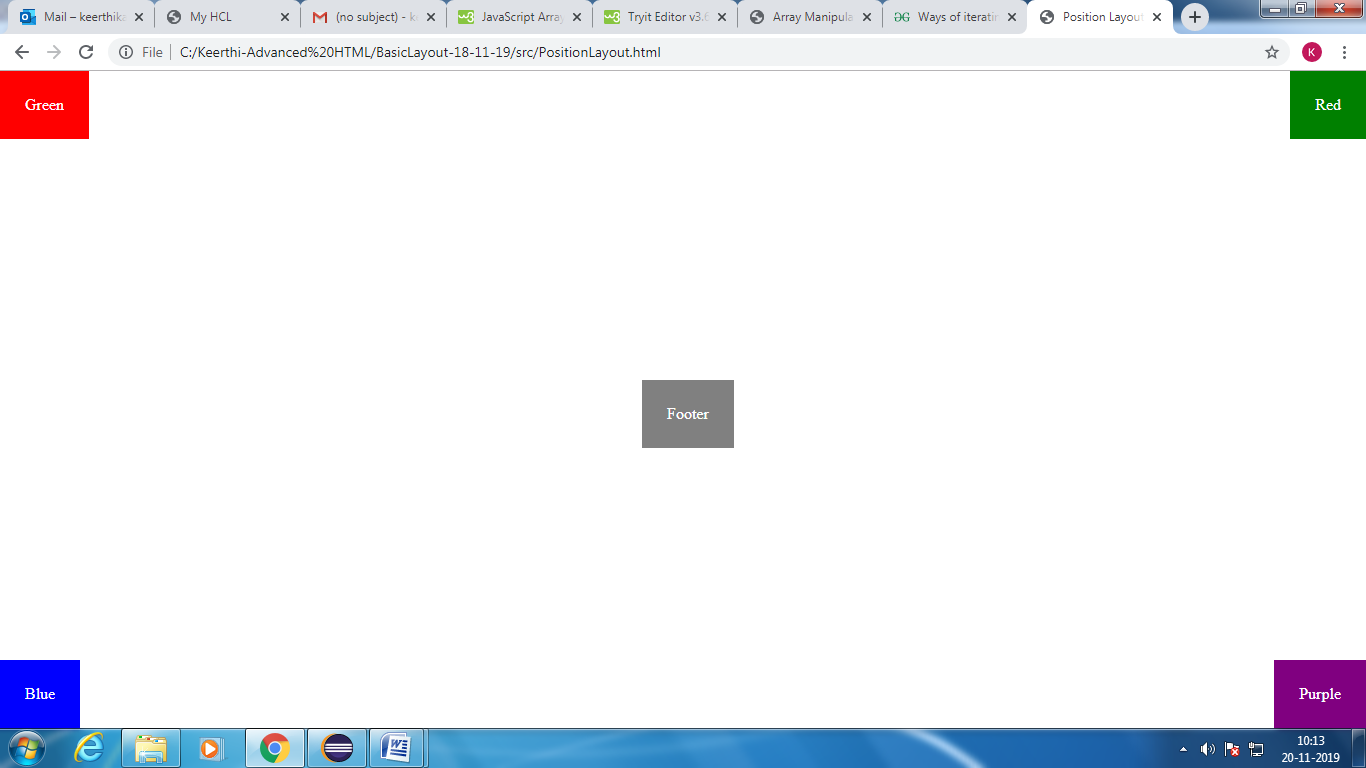 Mail – keerthika
My HCL
(no subject) - k
JavaScript Array
Tryit Editor v3.6
Array Manipula
Ways of iteratin
Position Layout
File
C:/Keerthi-Advanced%20HTML/BasicLayout-18-11-19/src/PositionLayout.html
K
Green
Red
Footer
Blue
Purple
10:13
20-11-2019